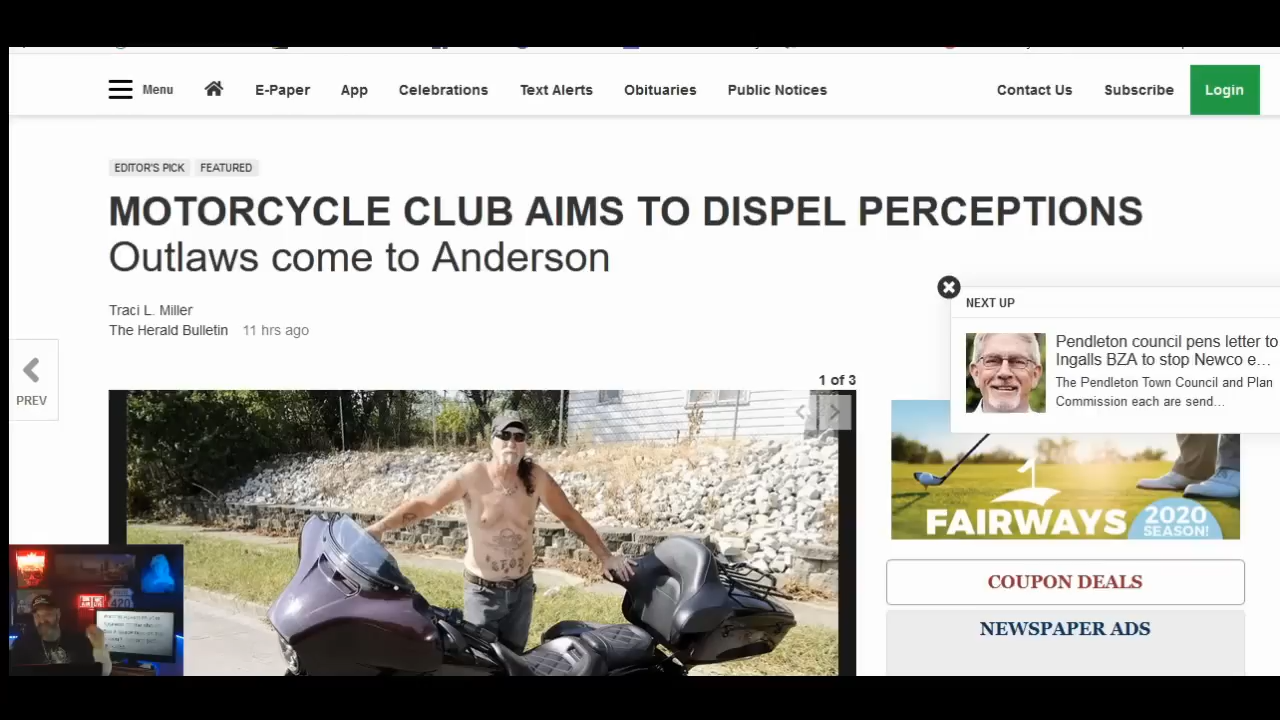 Menu
E-Paper
App
Celebrations
Text Alerts
Obituaries
Public Notices
Contact Us
Subscribe
Login
EDITOR'S PICK
FEATURED
MOTORCYCLE CLUB AIMS TO DISPEL PERCEPTIONS
Outlaws come to Anderson
Traci L. Miller
The Herald Bulletin 11 hrs ago
PREV
1 of 3
NEXT UP
Pendleton council pens letter to
Ingalls BZA to stop Newco e...
The Pendleton Town Council and Plan
Commission each are send...
FAIRWAYS
2020
SEASON!
COUPON DEALS
NEWSPAPER ADS
420